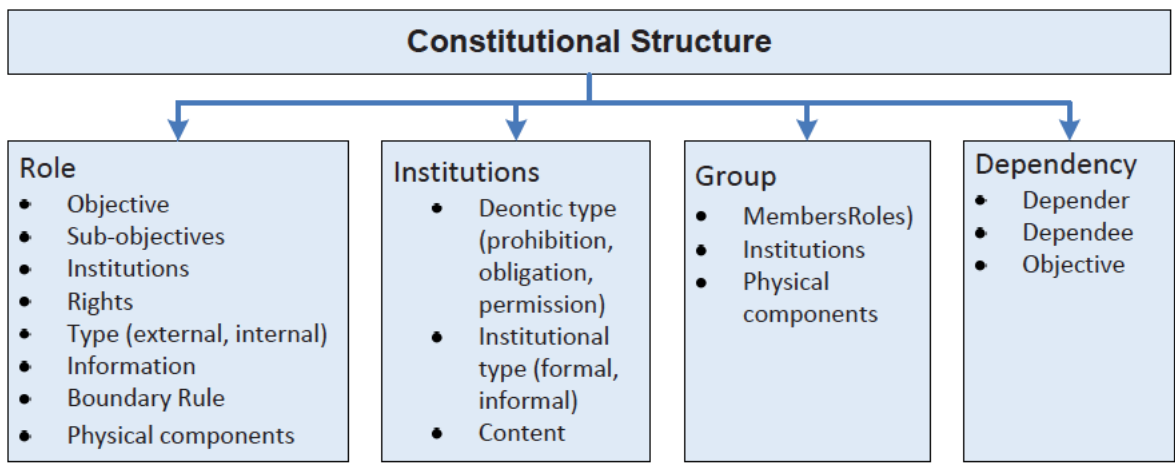 Constitutional Structure
Role
• Objective
• Sub-objectives
• Institutions
• Rights
• Type (external, internal)
• Information
• Boundary Rule
• Physical components
Institutions
• Deontic type
(prohibition,
obligation,
permission)
• Institutional
type (formal,
informal)
• Content
Group
• MembersRoles)
• Institutions
• Physical
components
Dependency
• Depender
• Dependee
• Objective